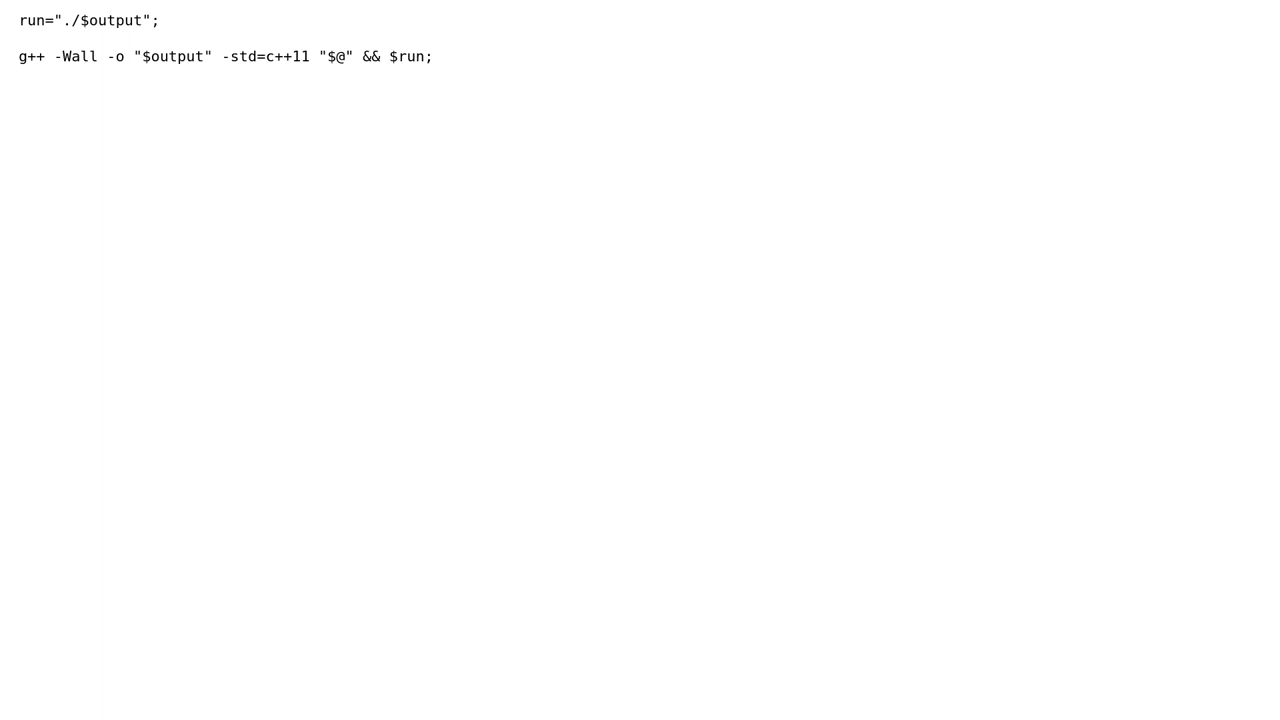 run="./$output";
g++ -Wall -o "$output" -std=c++11 "$@" && $run;